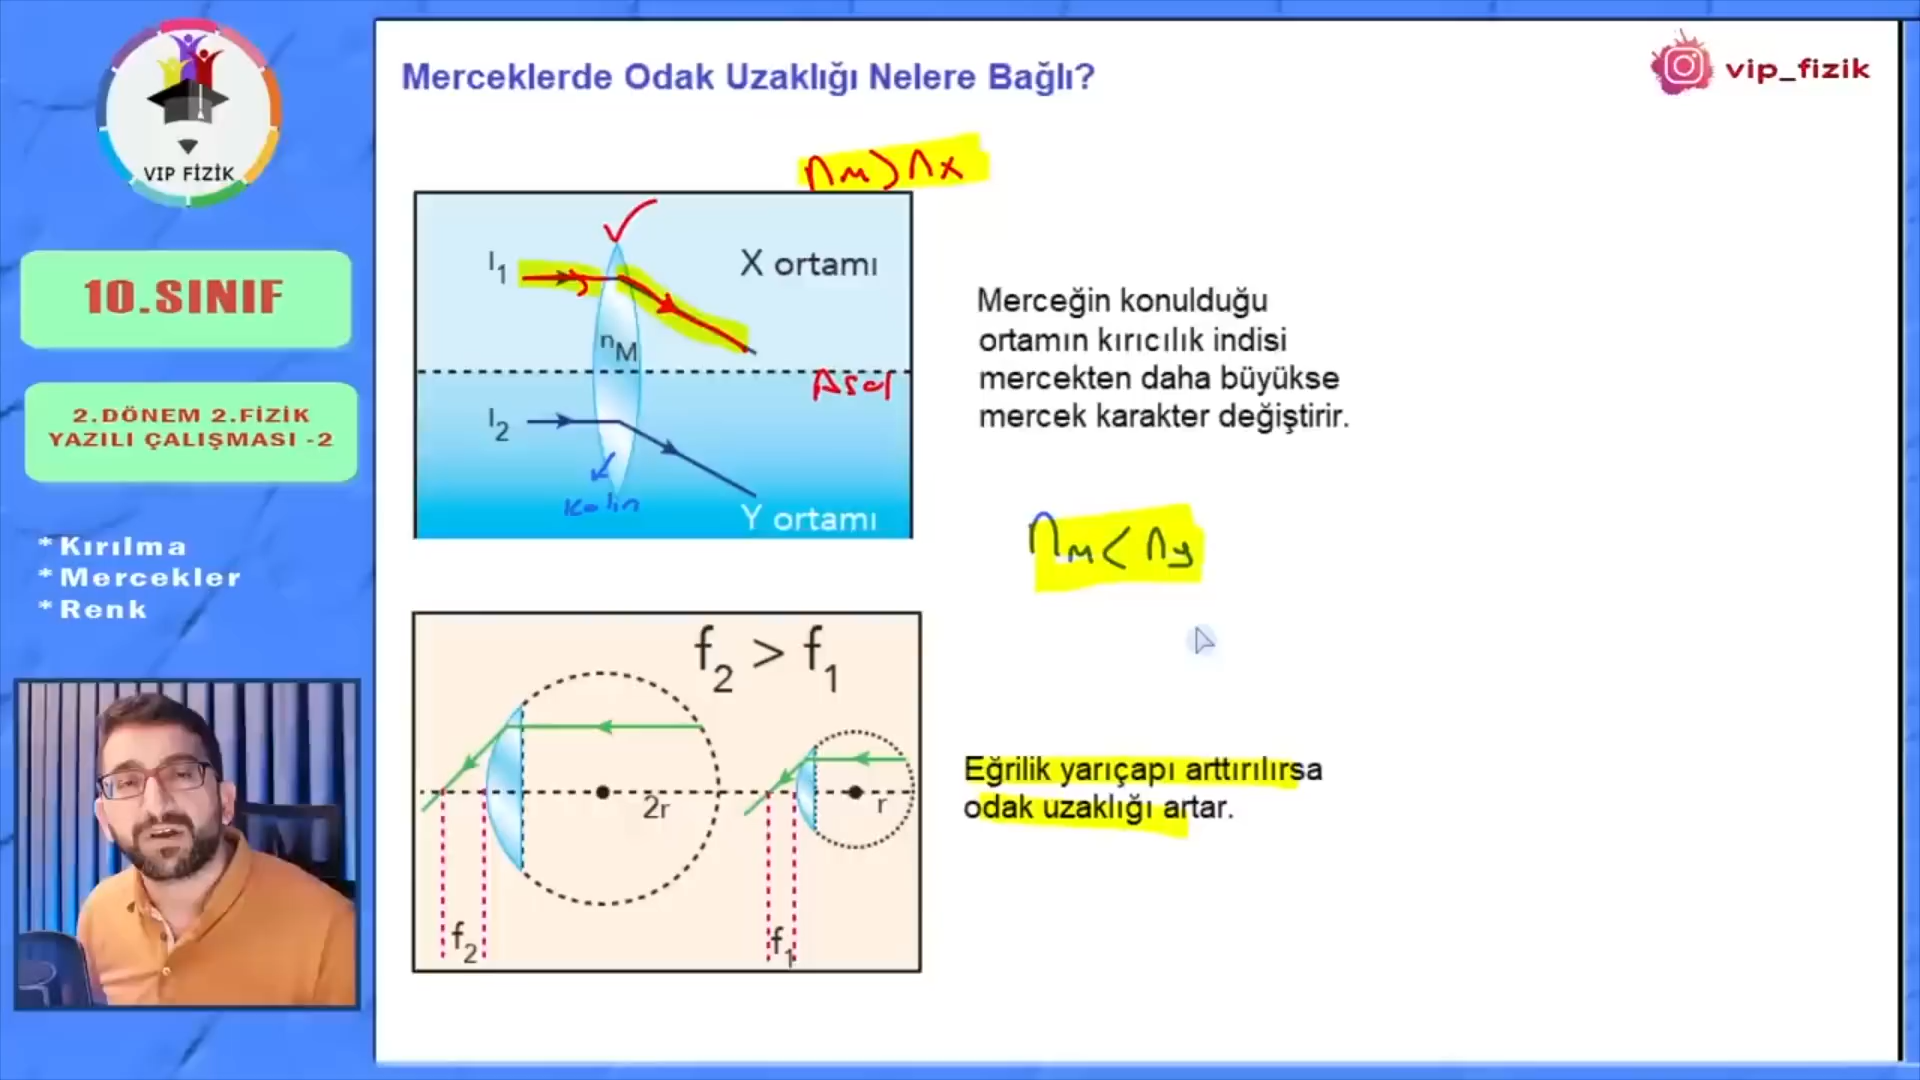 VIP FİZİK
10.SINIF
2.DÖNEM 2.FİZİK
YAZILI ÇALIŞMASI -2
* Kırılma
* Mercekler
* Renk
Merceklerde Odak Uzaklığı Nelere Bağlı?
vip_fizik
nM > nX
I1
X ortamı
nM
Asal
I2
Kalın
Y ortamı
Merceğin konulduğu
ortamın kırıcılık indisi
mercekten daha büyükse
mercek karakter değiştirir.
nM < ny
f2 > f1
2r
r
f2
f1
Eğrilik yarıçapı arttırılırsa
odak uzaklığı artar.